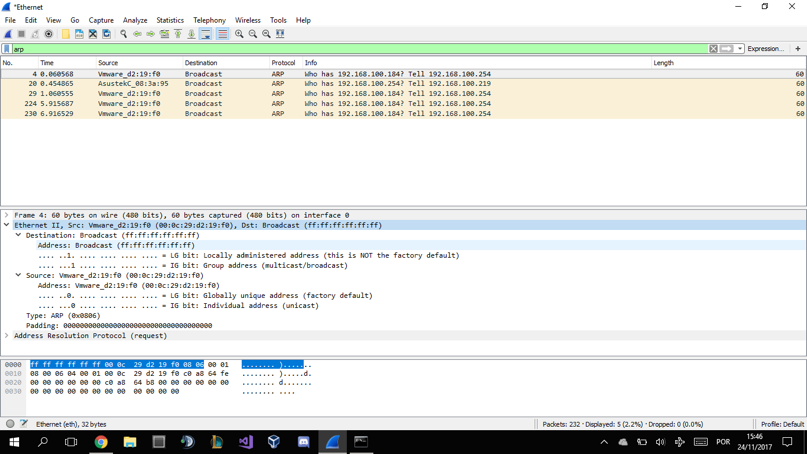 *Ethernet
File Edit View Go Capture Analyze Statistics Telephony Wireless Tools Help
arp Expression... +
No. Time Source Destination Protocol Info Length
4 0.060568 Vmware_d2:19:f0 Broadcast ARP Who has 192.168.100.184? Tell 192.168.100.254 60
20 0.454865 AsustekC_08:3a:95 Broadcast ARP Who has 192.168.100.254? Tell 192.168.100.219 60
29 1.060555 Vmware_d2:19:f0 Broadcast ARP Who has 192.168.100.184? Tell 192.168.100.254 60
224 5.915687 Vmware_d2:19:f0 Broadcast ARP Who has 192.168.100.184? Tell 192.168.100.254 60
230 6.916529 Vmware_d2:19:f0 Broadcast ARP Who has 192.168.100.184? Tell 192.168.100.254 60
Frame 4: 60 bytes on wire (480 bits), 60 bytes captured (480 bits) on interface 0
Ethernet II, Src: Vmware_d2:19:f0 (00:0c:29:d2:19:f0), Dst: Broadcast (ff:ff:ff:ff:ff:ff)
Destination: Broadcast (ff:ff:ff:ff:ff:ff)
Address: Broadcast (ff:ff:ff:ff:ff:ff)
.... ..1. .... .... .... .... = LG bit: Locally administered address (this is NOT the factory default)
.... ...1 .... .... .... .... = IG bit: Group address (multicast/broadcast)
Source: Vmware_d2:19:f0 (00:0c:29:d2:19:f0)
Address: Vmware_d2:19:f0 (00:0c:29:d2:19:f0)
.... ..0. .... .... .... .... = LG bit: Globally unique address (factory default)
.... ...0 .... .... .... .... = IG bit: Individual address (unicast)
Type: ARP (0x0806)
Padding: 000000000000000000000000000000000000
Address Resolution Protocol (request)
0000 ff ff ff ff ff ff 00 0c 29 d2 19 f0 08 06 00 01 ........ ).......
0010 08 00 06 04 00 01 00 0c 29 d2 19 f0 c0 a8 64 fe ........ ).....d.
0020 00 00 00 00 00 00 c0 a8 64 b8 00 00 00 00 00 00 ........ d.......
0030 00 00 00 00 00 00 00 00 00 00 00 00 ........ ....
Ethernet (eth), 32 bytes Packets: 232 · Displayed: 5 (2.2%) · Dropped: 0 (0.0%) Profile: Default
POR 15:46
24/11/2017